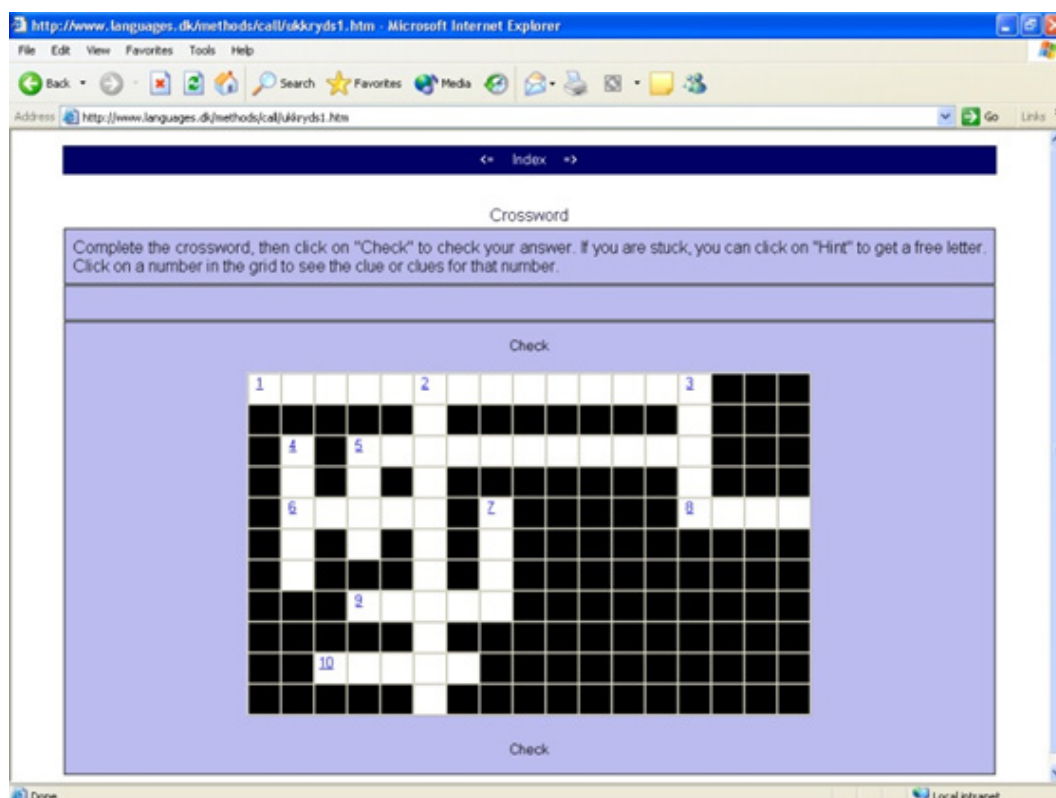 http://www.languages.dk/methods/call/ukkryds1.htm - Microsoft Internet Explorer
File Edit View Favorites Tools Help
Back Search Favorites Media
Address http://www.languages.dk/methods/call/ukkryds1.htm Go Links
<= Index =>
Crossword
Complete the crossword, then click on "Check" to check your answer. If you are stuck, you can click on "Hint" to get a free letter.
Click on a number in the grid to see the clue or clues for that number.
Check
1 2 3
4 5
6 7 8
9
10
Check
Done Local intranet